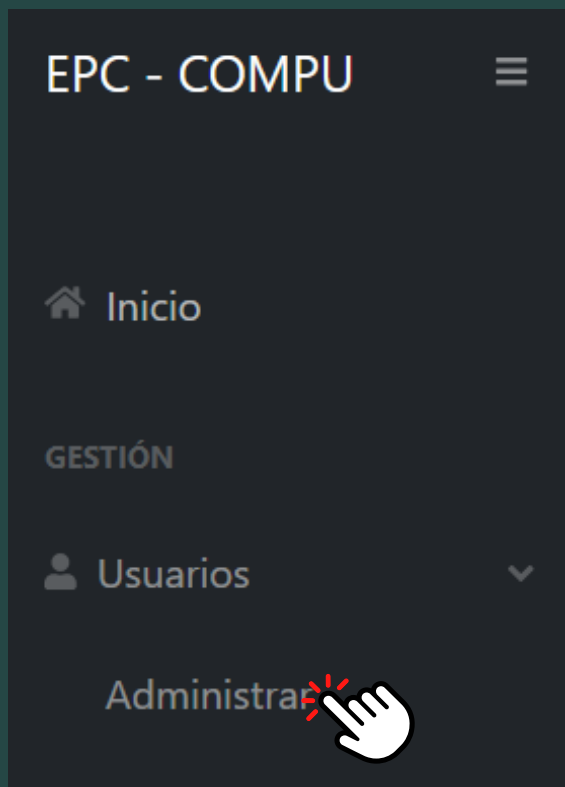 EPC - COMPU
Inicio
GESTIÓN
Usuarios
Administrar